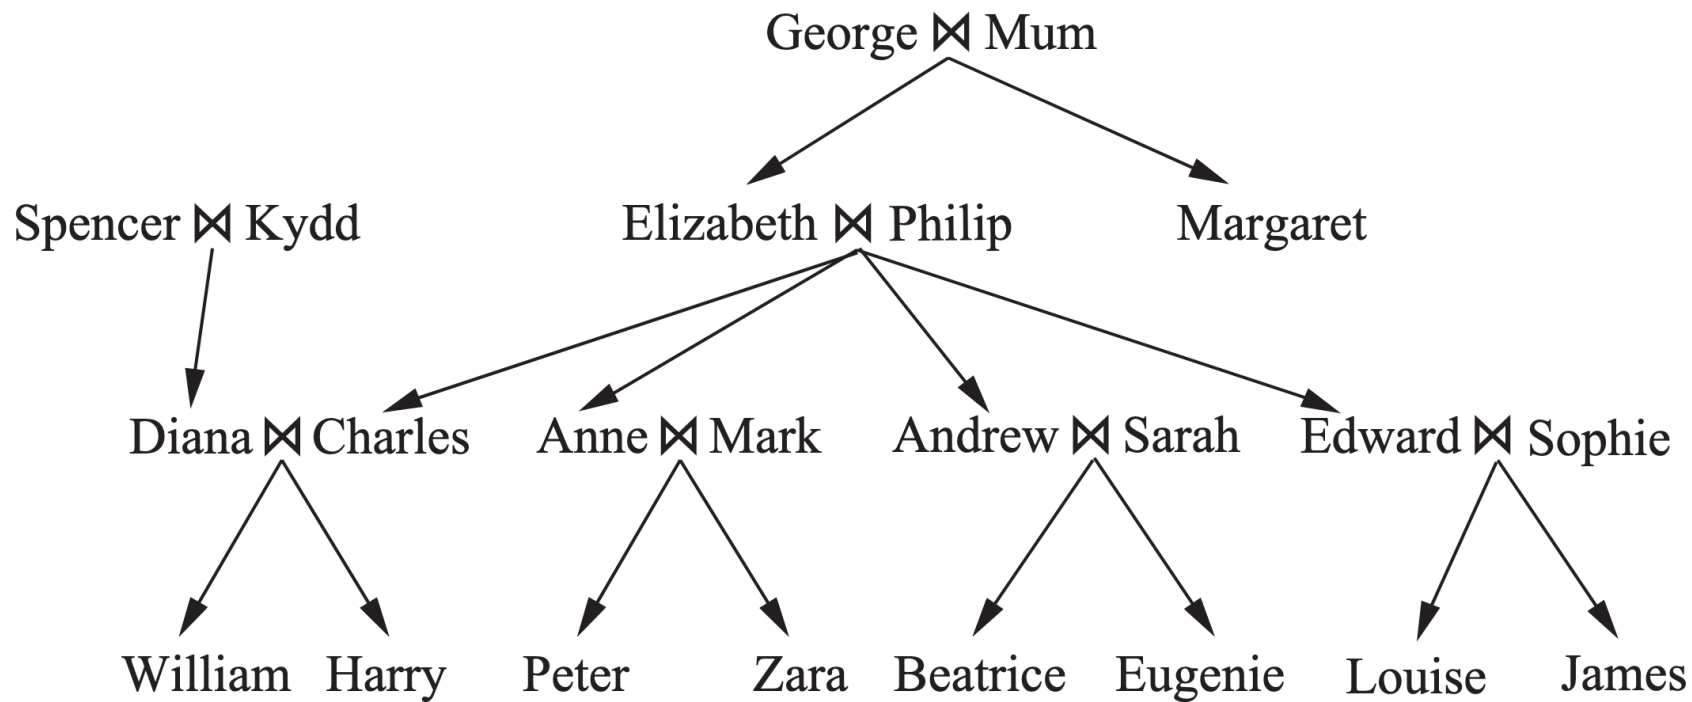 George ⋈ Mum
Spencer ⋈ Kydd Elizabeth ⋈ Philip Margaret
Diana ⋈ Charles Anne ⋈ Mark Andrew ⋈ Sarah Edward ⋈ Sophie
William Harry Peter Zara Beatrice Eugenie Louise James